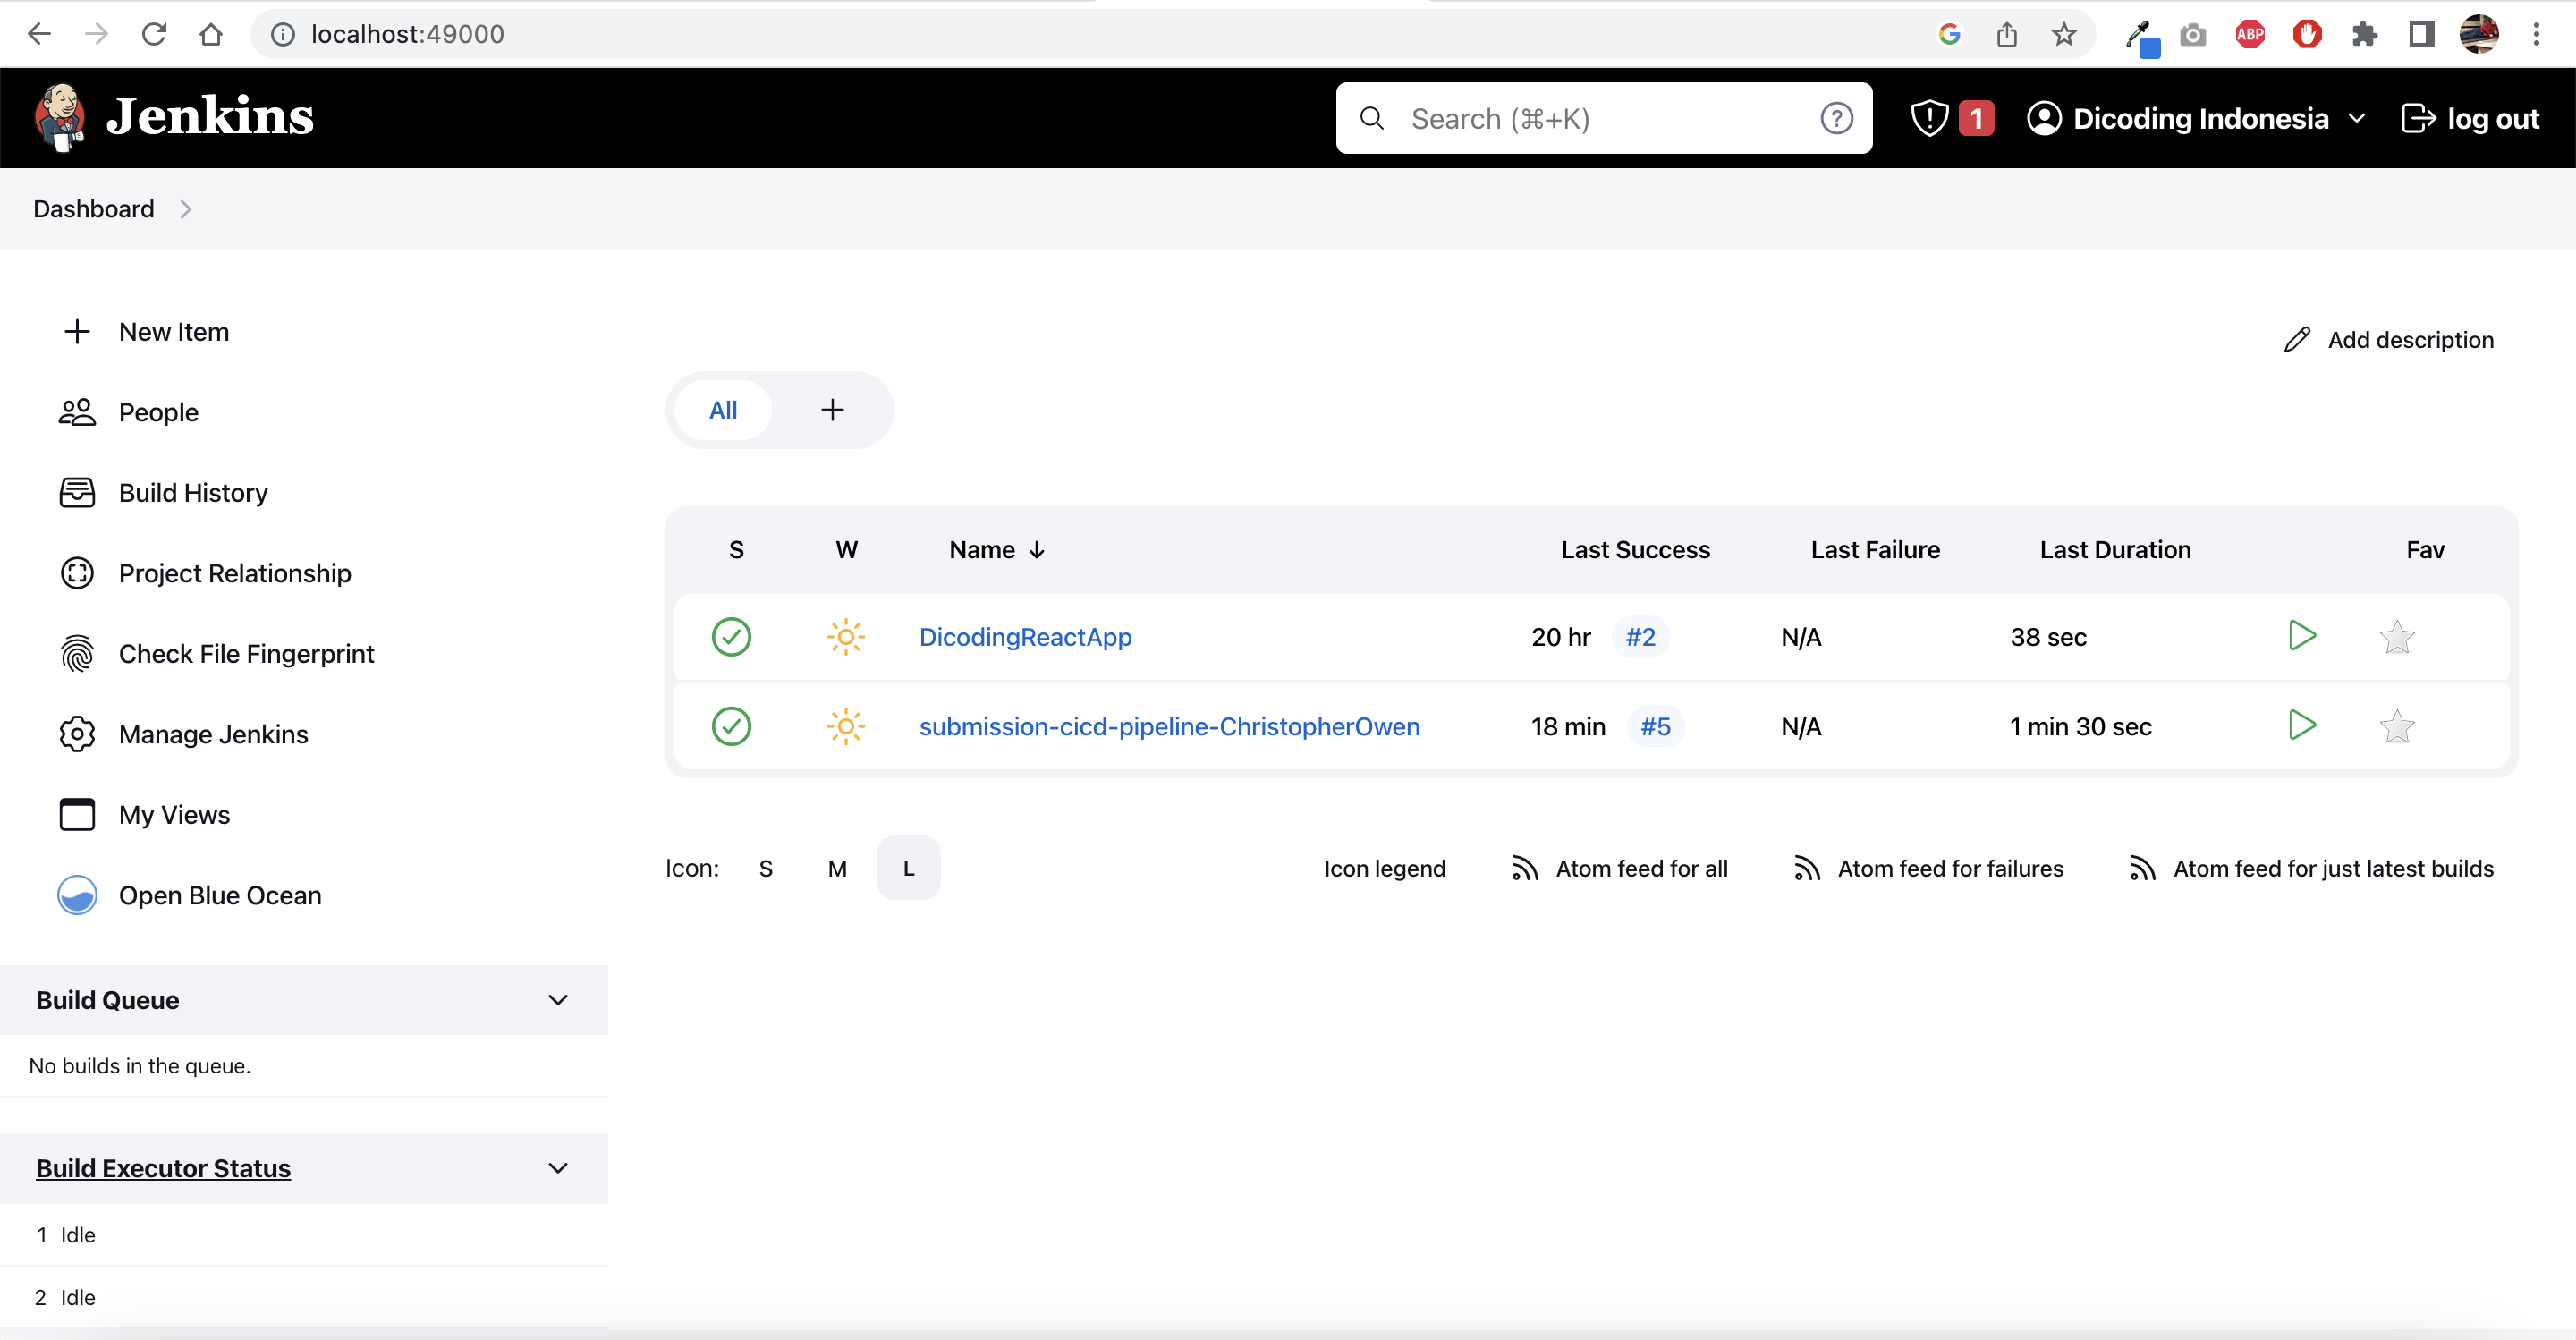 localhost:49000
ABP
Jenkins
Search (⌘+K)
1
Dicoding Indonesia
log out
Dashboard
New Item
People
Build History
Project Relationship
Check File Fingerprint
Manage Jenkins
My Views
Open Blue Ocean
Build Queue
No builds in the queue.
Build Executor Status
1 Idle
2 Idle
Add description
All +
S W Name ↓ Last Success Last Failure Last Duration Fav
DicodingReactApp 20 hr #2 N/A 38 sec
submission-cicd-pipeline-ChristopherOwen 18 min #5 N/A 1 min 30 sec
Icon: S M L Icon legend Atom feed for all Atom feed for failures Atom feed for just latest builds